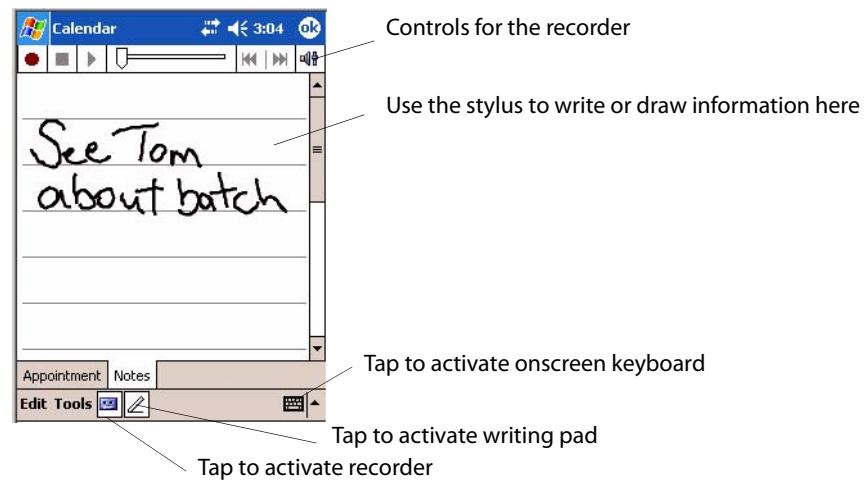 Calendar 3:04 ok
Controls for the recorder
Use the stylus to write or draw information here
See Tom
about batch
Appointment Notes
Tap to activate onscreen keyboard
Edit Tools
Tap to activate writing pad
Tap to activate recorder